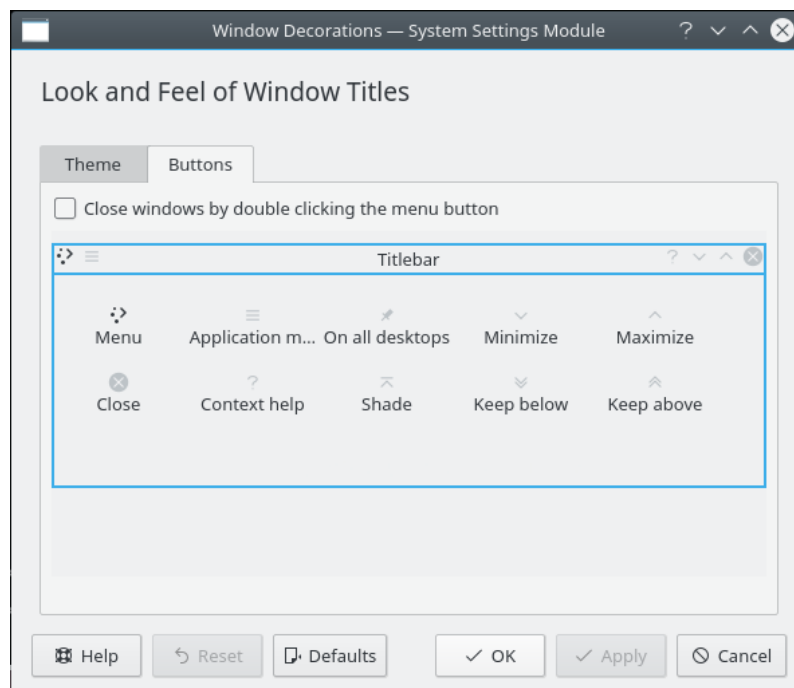 Window Decorations — System Settings Module
Look and Feel of Window Titles
Theme Buttons
Close windows by double clicking the menu button
Titlebar
Menu Application m... On all desktops Minimize Maximize
Close Context help Shade Keep below Keep above
Help Reset Defaults OK Apply Cancel